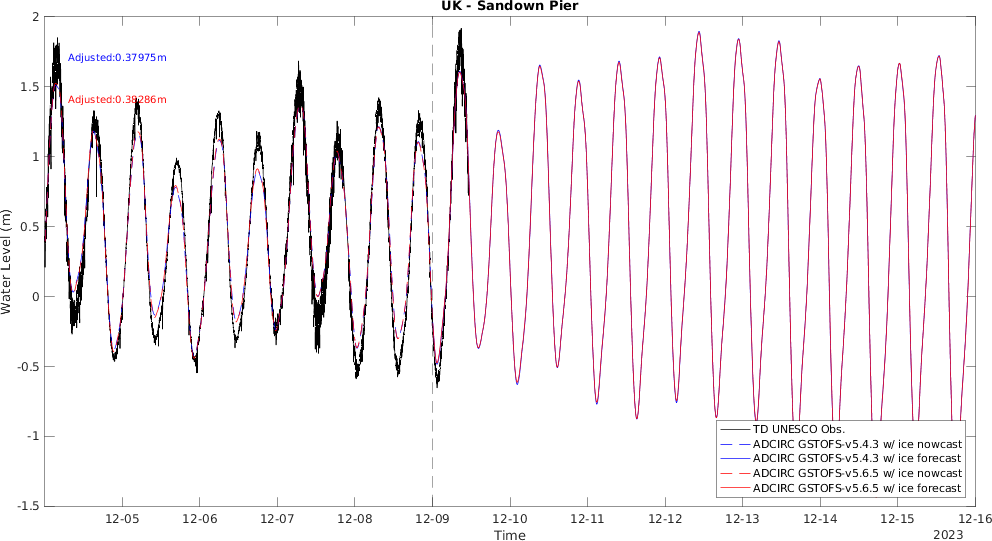 UK - Sandown Pier
Water Level (m)
2
1.5
1
0.5
0
-0.5
-1
-1.5
Adjusted:0.37975m
Adjusted:0.38286m
TD UNESCO Obs.
ADCIRC GSTOFS-v5.4.3 w/ ice nowcast
ADCIRC GSTOFS-v5.4.3 w/ ice forecast
ADCIRC GSTOFS-v5.6.5 w/ ice nowcast
ADCIRC GSTOFS-v5.6.5 w/ ice forecast
12-05 12-06 12-07 12-08 12-09 12-10 12-11 12-12 12-13 12-14 12-15 12-16
Time
2023